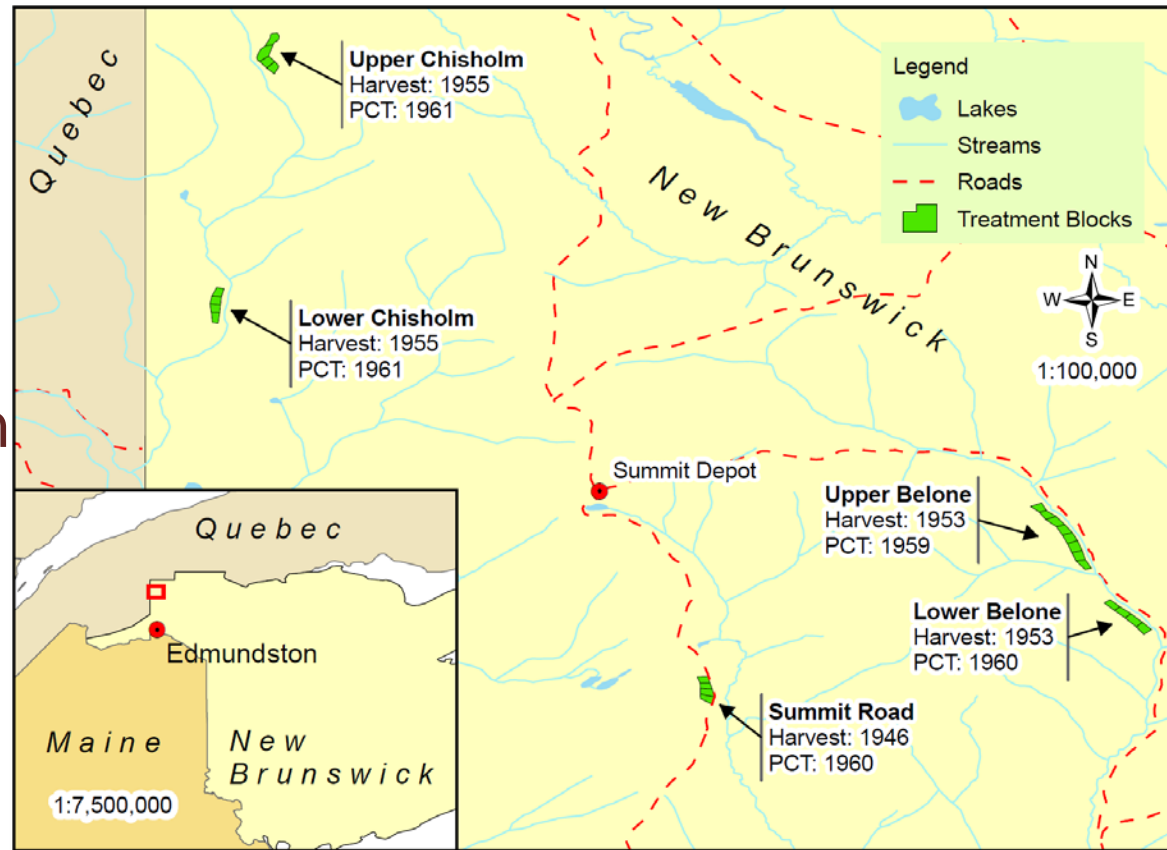 Quebec
Upper Chisholm
Harvest: 1955
PCT: 1961
Legend
Lakes
Streams
Roads
Treatment Blocks
New Brunswick
N
W E
S
1:100,000
Lower Chisholm
Harvest: 1955
PCT: 1961
n
Summit Depot
Upper Belone
Harvest: 1953
PCT: 1959
Lower Belone
Harvest: 1953
PCT: 1960
Summit Road
Harvest: 1946
PCT: 1960
Quebec
Edmundston
Maine
New
Brunswick
1:7,500,000